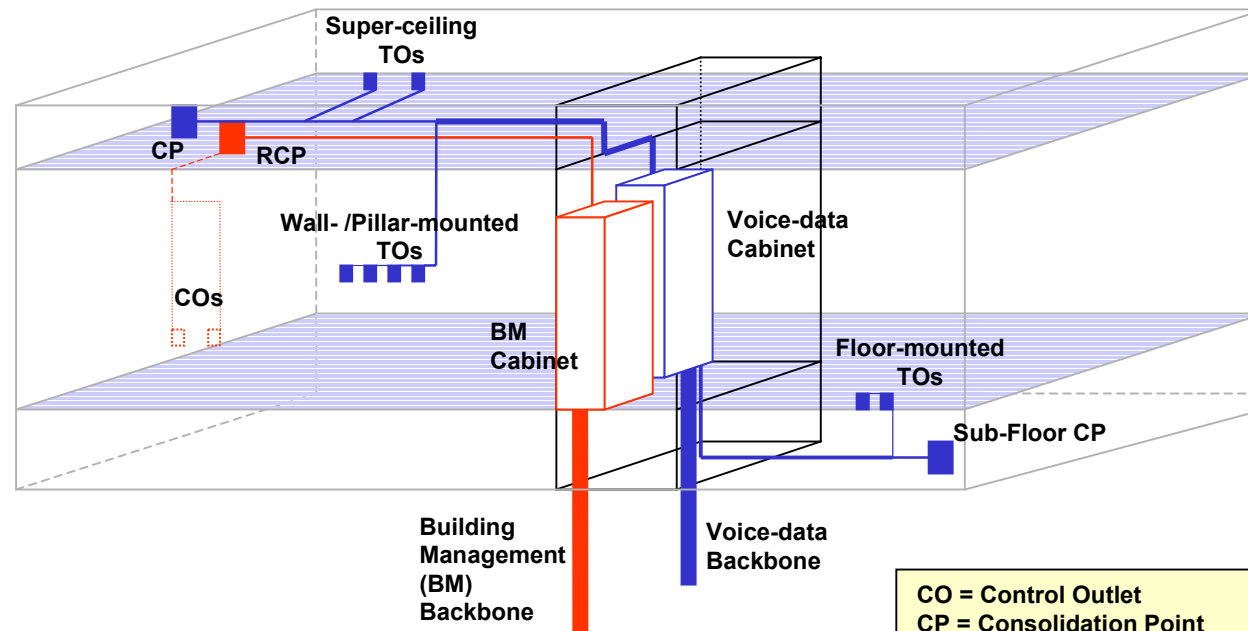 Super-ceiling
TOs
CP
RCP
Wall- /Pillar-mounted
TOs
Voice-data
Cabinet
COs
BM
Cabinet
Floor-mounted
TOs
Sub-Floor CP
Building
Management
(BM)
Backbone
Voice-data
Backbone
CO = Control Outlet
CP = Consolidation Point